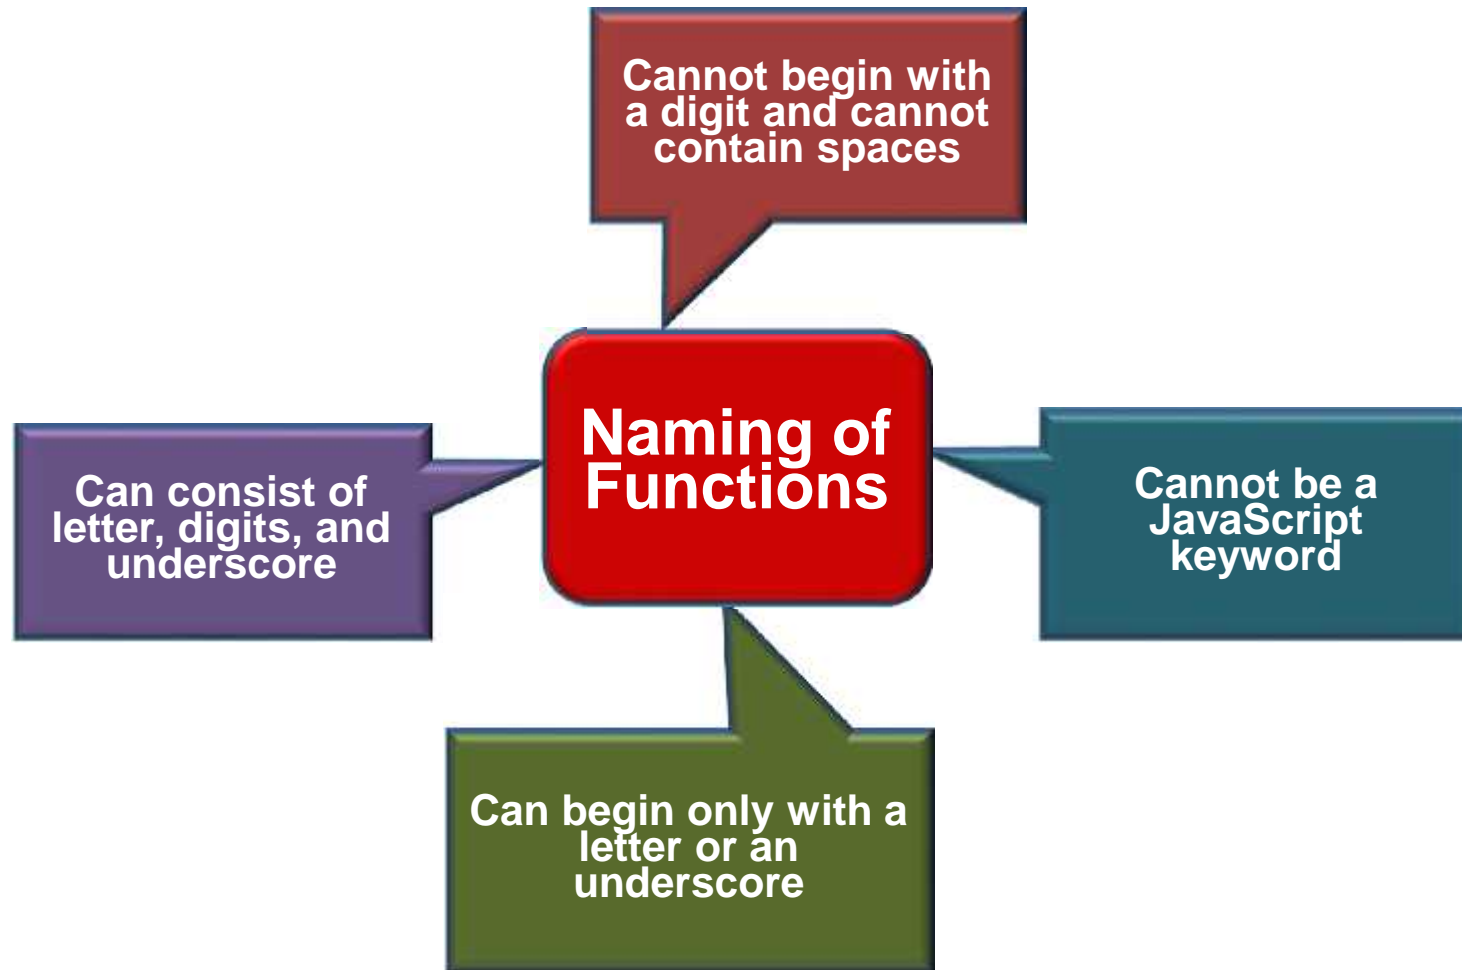 Cannot begin with
a digit and cannot
contain spaces
Naming of
Functions
Can consist of
letter, digits, and
underscore
Cannot be a
JavaScript
keyword
Can begin only with a
letter or an
underscore